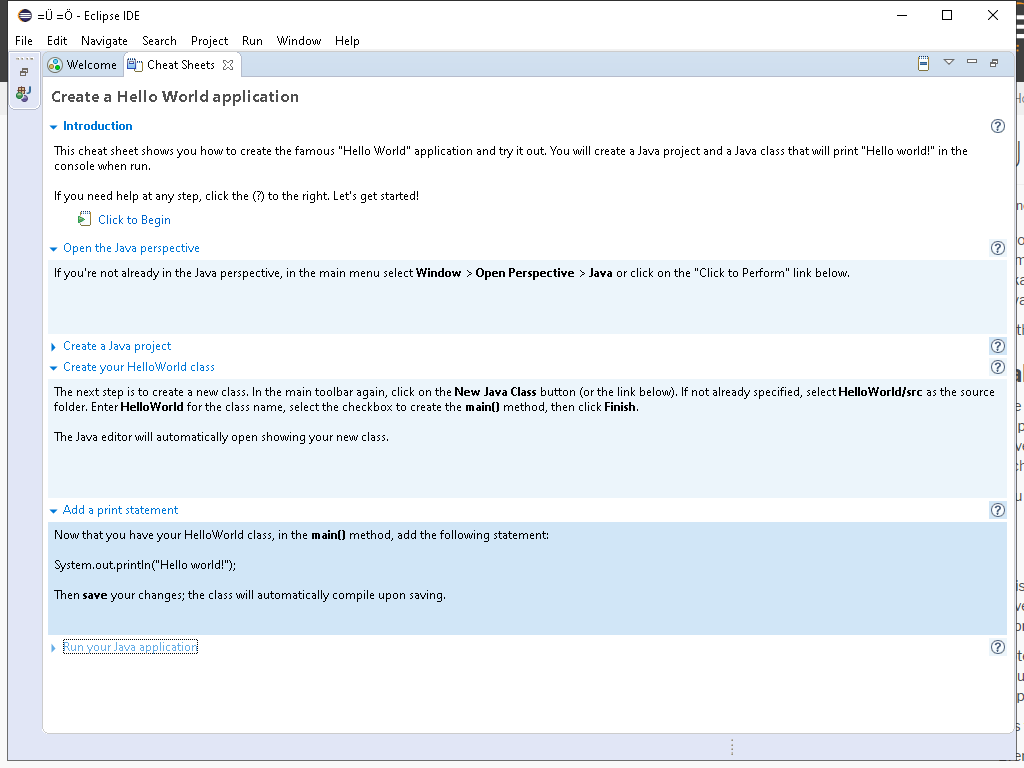 =Ü =Ö - Eclipse IDE
File Edit Navigate Search Project Run Window Help
Welcome Cheat Sheets
Create a Hello World application
Introduction
This cheat sheet shows you how to create the famous "Hello World" application and try it out. You will create a Java project and a Java class that will print "Hello world!" in the
console when run.
If you need help at any step, click the (?) to the right. Let's get started!
Click to Begin
Open the Java perspective
If you're not already in the Java perspective, in the main menu select Window > Open Perspective > Java or click on the "Click to Perform" link below.
Create a Java project
Create your HelloWorld class
The next step is to create a new class. In the main toolbar again, click on the New Java Class button (or the link below). If not already specified, select HelloWorld/src as the source
folder. Enter HelloWorld for the class name, select the checkbox to create the main() method, then click Finish.
The Java editor will automatically open showing your new class.
Add a print statement
Now that you have your HelloWorld class, in the main() method, add the following statement:
System.out.println("Hello world!");
Then save your changes; the class will automatically compile upon saving.
Run your Java application